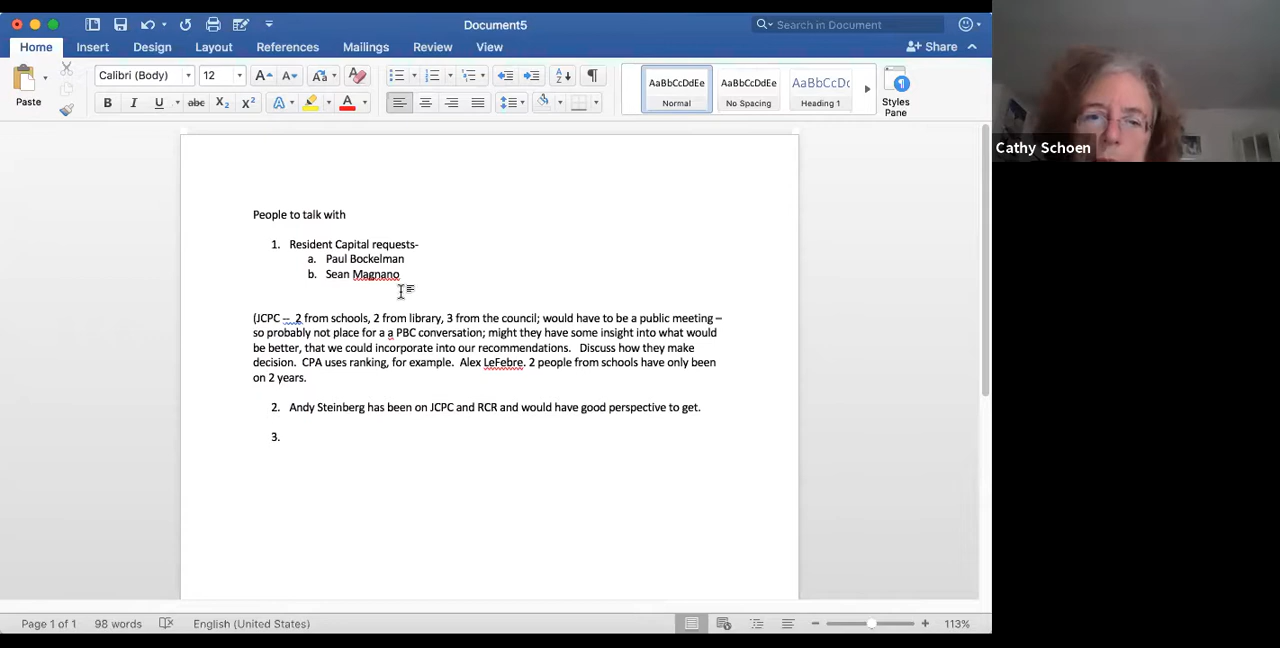 Document5
Search in Document
Home Insert Design Layout References Mailings Review View
Share
Paste
Calibri (Body) 12
AaBbCcDdEe AaBbCcDdEe AaBbCcDc
Normal No Spacing Heading 1
Styles Pane
Cathy Schoen
People to talk with
1. Resident Capital requests-
a. Paul Bockelman
b. Sean Magnano
(JCPC -- 2 from schools, 2 from library, 3 from the council; would have to be a public meeting –
so probably not place for a a PBC conversation; might they have some insight into what would
be better, that we could incorporate into our recommendations. Discuss how they make
decision. CPA uses ranking, for example. Alex LeFebre. 2 people from schools have only been
on 2 years.
2. Andy Steinberg has been on JCPC and RCR and would have good perspective to get.
3.
Page 1 of 1 98 words English (United States) 113%